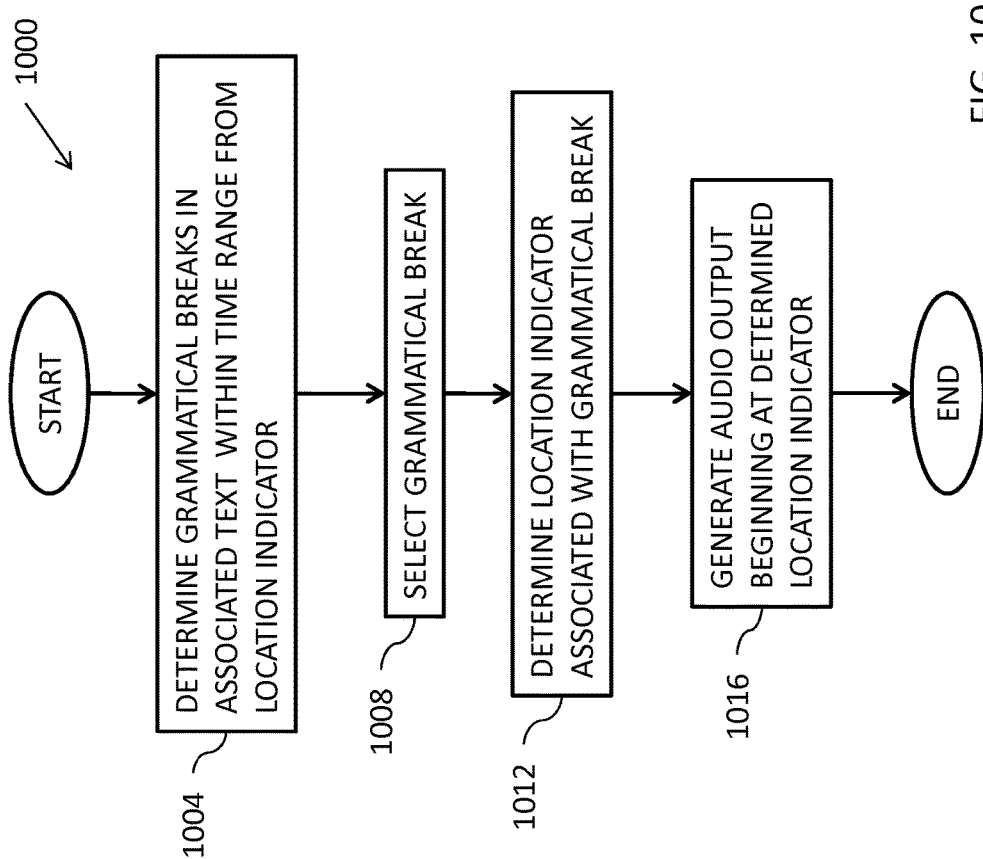 1000
START
1004
DETERMINE GRAMMATICAL BREAKS IN
ASSOCIATED TEXT WITHIN TIME RANGE FROM
LOCATION INDICATOR
1008
SELECT GRAMMATICAL BREAK
1012
DETERMINE LOCATION INDICATOR
ASSOCIATED WITH GRAMMATICAL BREAK
1016
GENERATE AUDIO OUTPUT
BEGINNING AT DETERMINED
LOCATION INDICATOR
END
FIG. 10